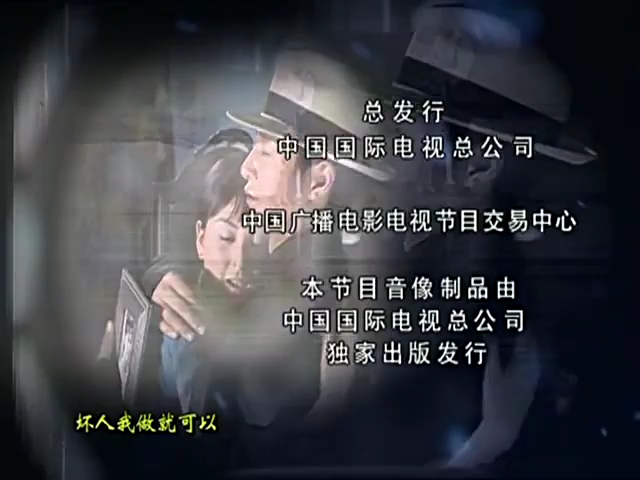 总发行
中国国际电视总公司
中国广播电影电视节目交易中心
本节目音像制品由
中国国际电视总公司
独家出版发行
坏人我做就可以